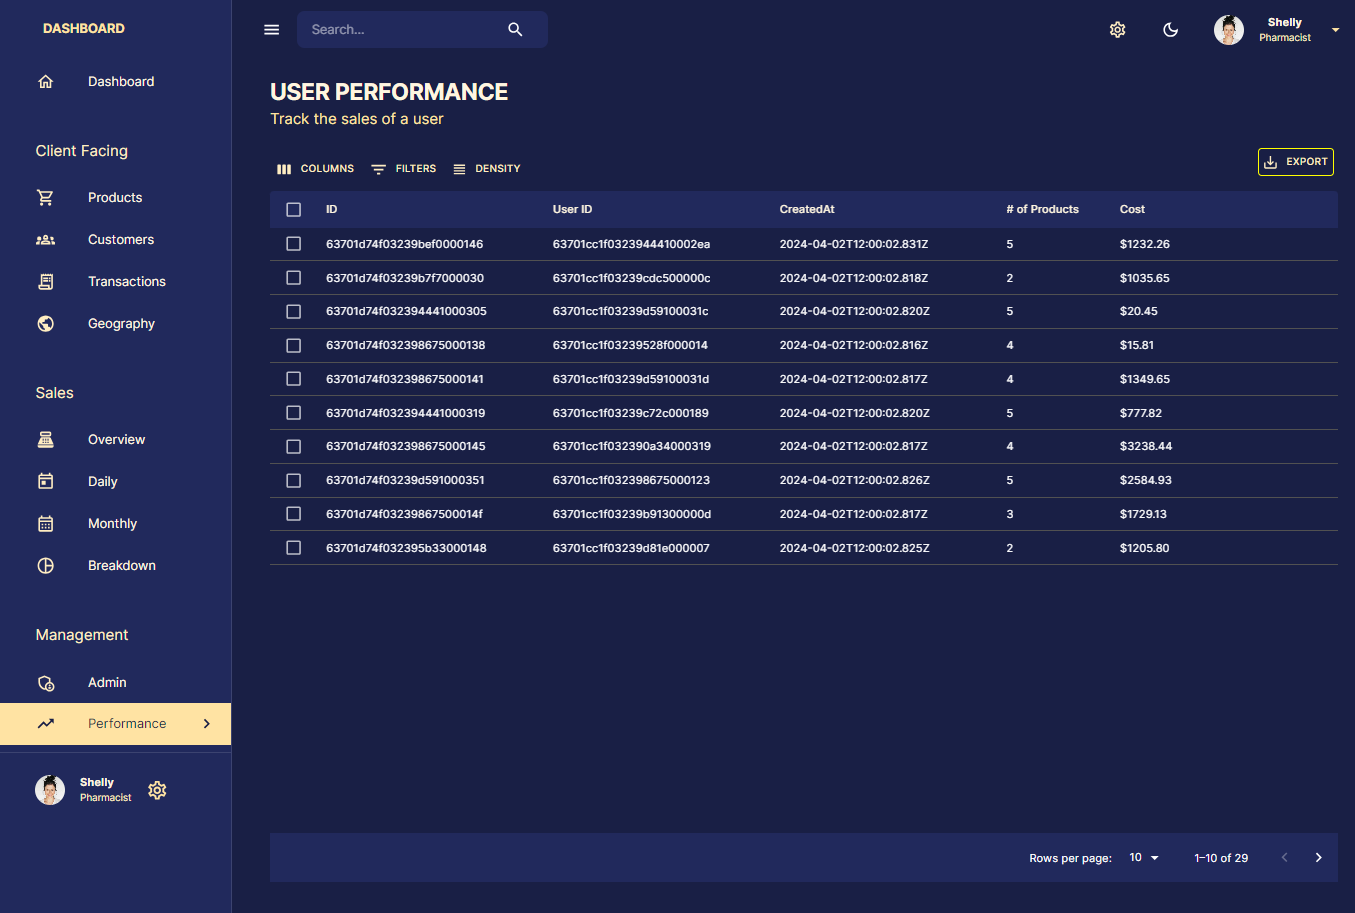 DASHBOARD
Dashboard
Client Facing
Products
Customers
Transactions
Geography
Sales
Overview
Daily
Monthly
Breakdown
Management
Admin
Performance
Shelly
Pharmacist
Search...
Shelly
Pharmacist
USER PERFORMANCE
Track the sales of a user
COLUMNS FILTERS DENSITY EXPORT
ID User ID CreatedAt # of Products Cost
63701d74f03239bef0000146 63701cc1f0323944410002ea 2024-04-02T12:00:02.831Z 5 $1232.26
63701d74f03239b7f7000030 63701cc1f03239cdc500000c 2024-04-02T12:00:02.818Z 2 $1035.65
63701d74f032394441000305 63701cc1f03239d59100031c 2024-04-02T12:00:02.820Z 5 $20.45
63701d74f032398675000138 63701cc1f03239528f000014 2024-04-02T12:00:02.816Z 4 $15.81
63701d74f032398675000141 63701cc1f03239d59100031d 2024-04-02T12:00:02.817Z 4 $1349.65
63701d74f032394441000319 63701cc1f03239c72c000189 2024-04-02T12:00:02.820Z 5 $777.82
63701d74f032398675000145 63701cc1f032390a34000319 2024-04-02T12:00:02.817Z 4 $3238.44
63701d74f03239d591000351 63701cc1f032398675000123 2024-04-02T12:00:02.826Z 5 $2584.93
63701d74f03239867500014f 63701cc1f03239b91300000d 2024-04-02T12:00:02.817Z 3 $1729.13
63701d74f032395b33000148 63701cc1f03239d81e000007 2024-04-02T12:00:02.825Z 2 $1205.80
Rows per page: 10 1–10 of 29